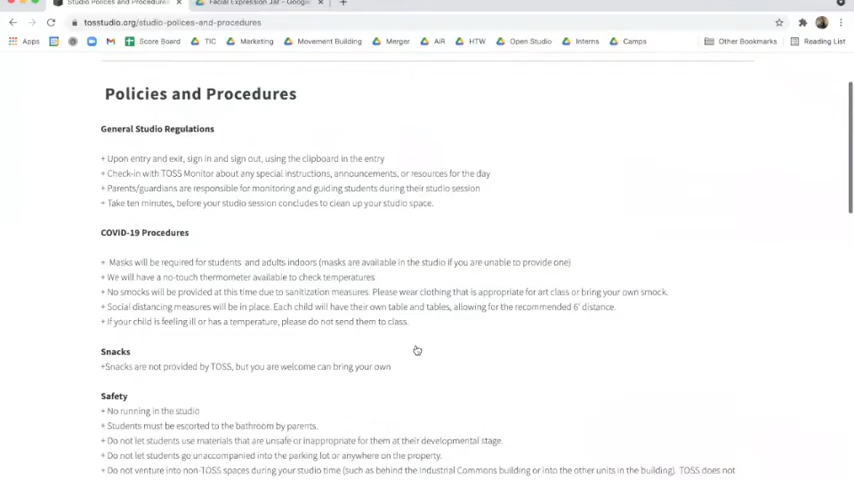 Studio Polices and Procedures
Facial Expression Jar - Google
tosstudio.org/studio-polices-and-procedures
Apps Score Board TIC Marketing Movement Building Merger AiR HTW Open Studio Interns Camps Other Bookmarks Reading List
Policies and Procedures
General Studio Regulations
+ Upon entry and exit, sign in and sign out, using the clipboard in the entry
+ Check-in with TOSS Monitor about any special instructions, announcements, or resources for the day
+ Parents/guardians are responsible for monitoring and guiding students during their studio session
+ Take ten minutes, before your studio session concludes to clean up your studio space.
COVID-19 Procedures
+ Masks will be required for students and adults indoors (masks are available in the studio if you are unable to provide one)
+ We will have a no-touch thermometer available to check temperatures
+ No smocks will be provided at this time due to sanitization measures. Please wear clothing that is appropriate for art class or bring your own smock.
+ Social distancing measures will be in place. Each child will have their own table and tables, allowing for the recommended 6' distance.
+ If your child is feeling ill or has a temperature, please do not send them to class.
Snacks
+Snacks are not provided by TOSS, but you are welcome can bring your own
Safety
+ No running in the studio
+ Students must be escorted to the bathroom by parents.
+ Do not let students use materials that are unsafe or inappropriate for them at their developmental stage.
+ Do not let students go unaccompanied into the parking lot or anywhere on the property.
+ Do not venture into non-TOSS spaces during your studio time (such as behind the Industrial Commons building or into the other units in the building). TOSS does not